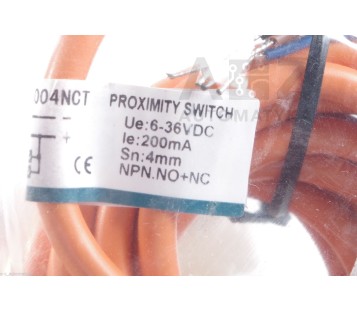 004NCT
PROXIMITY SWITCH
Ue:6-36VDC
Ie:200mA
Sn:4mm
CE
NPN.NO+NC